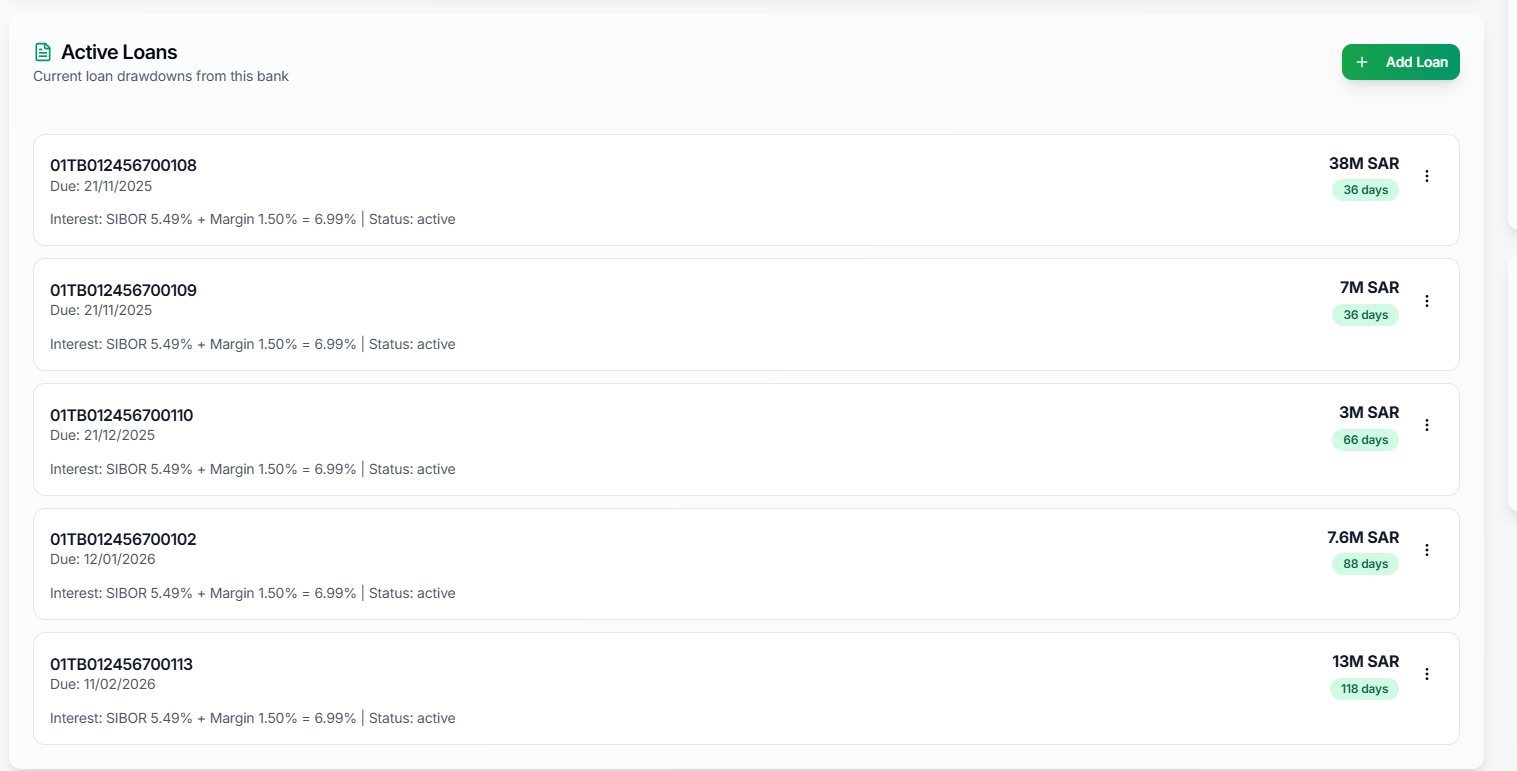 Active Loans
Current loan drawdowns from this bank
+ Add Loan
01TB012456700108
Due: 21/11/2025
Interest: SIBOR 5.49% + Margin 1.50% = 6.99% | Status: active
38M SAR
36 days
01TB012456700109
Due: 21/11/2025
Interest: SIBOR 5.49% + Margin 1.50% = 6.99% | Status: active
7M SAR
36 days
01TB012456700110
Due: 21/12/2025
Interest: SIBOR 5.49% + Margin 1.50% = 6.99% | Status: active
3M SAR
66 days
01TB012456700102
Due: 12/01/2026
Interest: SIBOR 5.49% + Margin 1.50% = 6.99% | Status: active
7.6M SAR
88 days
01TB012456700113
Due: 11/02/2026
Interest: SIBOR 5.49% + Margin 1.50% = 6.99% | Status: active
13M SAR
118 days